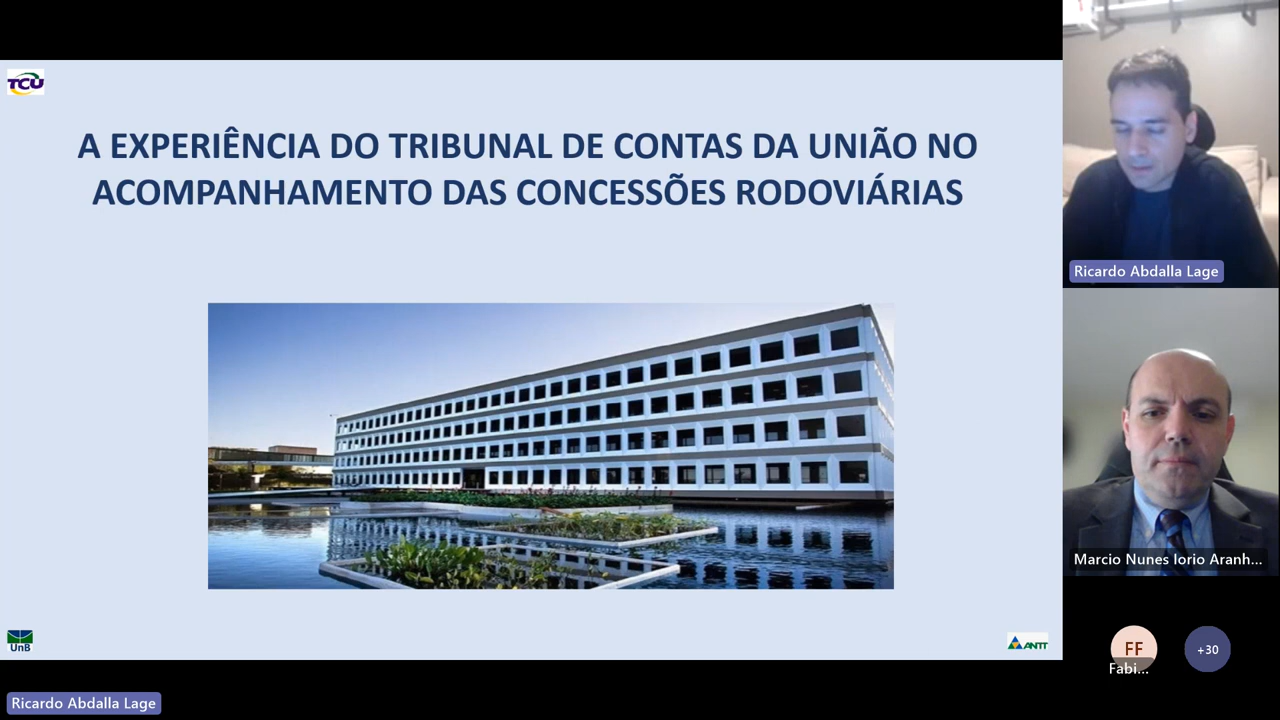 TCU
A EXPERIÊNCIA DO TRIBUNAL DE CONTAS DA UNIÃO NO
ACOMPANHAMENTO DAS CONCESSÕES RODOVIÁRIAS
UnB
ANTT
Ricardo Abdalla Lage
Ricardo Abdalla Lage
Marcio Nunes Iorio Aranh...
FF
Fabi...
+30